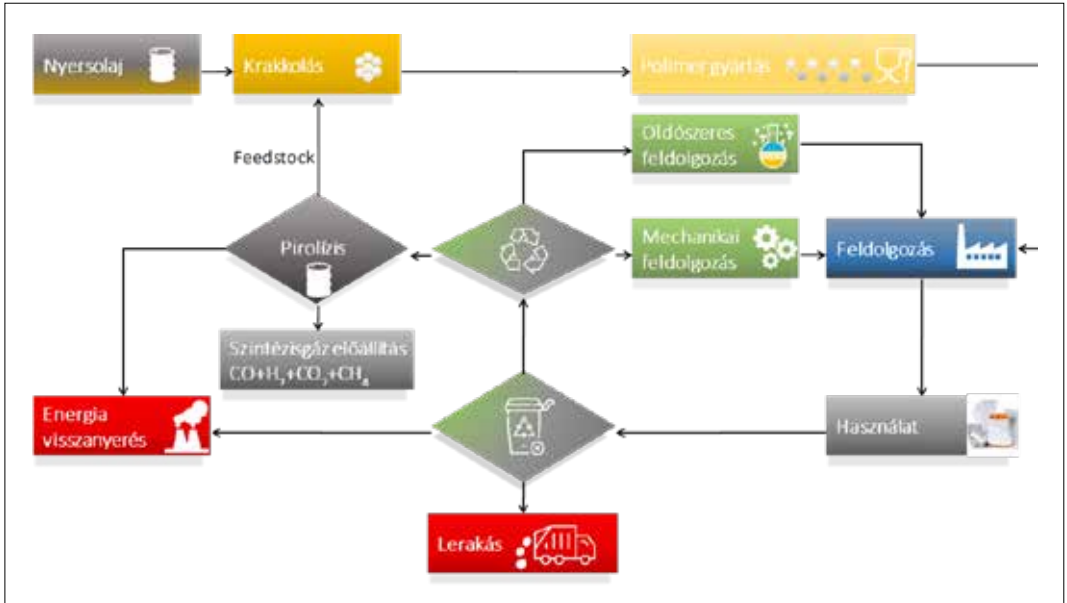 Nyersolaj
Krakkolás
Polimergyártás
Oldószeres
feldolgozás
Feedstock
Pirolízis
Mechanikai
feldolgozás
Feldolgozás
Szintézisgáz előállítás
CO+H₂+CO₂+CH₄
Energia
visszanyerés
Használat
Lerakás